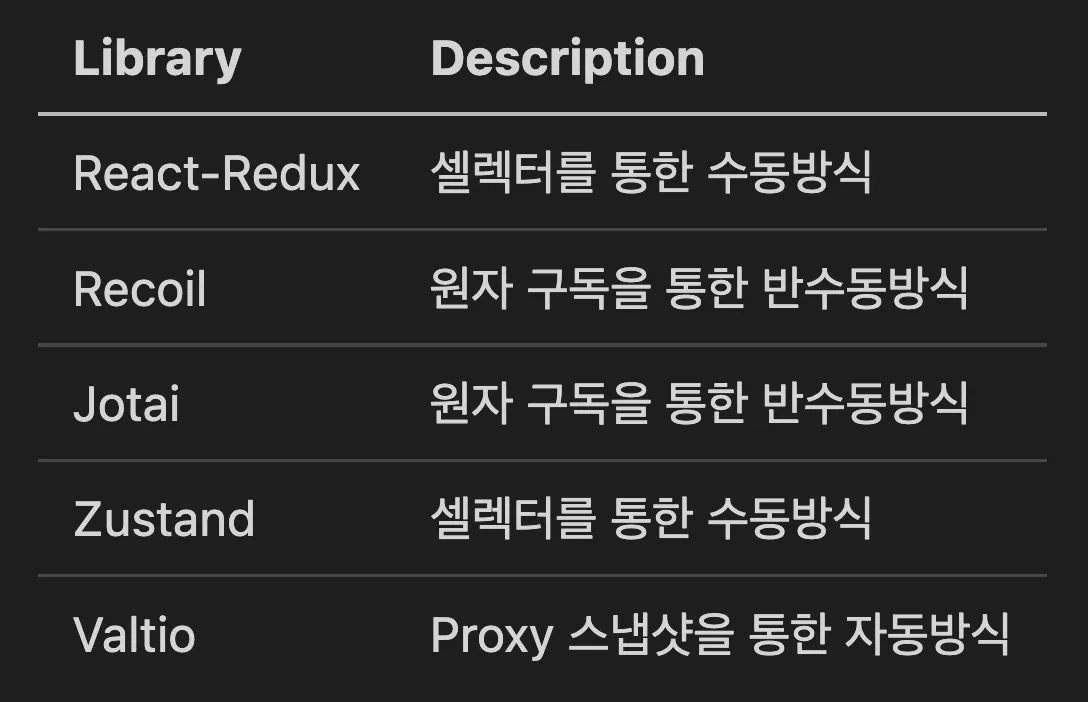 Library Description
React-Redux 셀렉터를 통한 수동방식
Recoil 원자 구독을 통한 반수동방식
Jotai 원자 구독을 통한 반수동방식
Zustand 셀렉터를 통한 수동방식
Valtio Proxy 스냅샷을 통한 자동방식